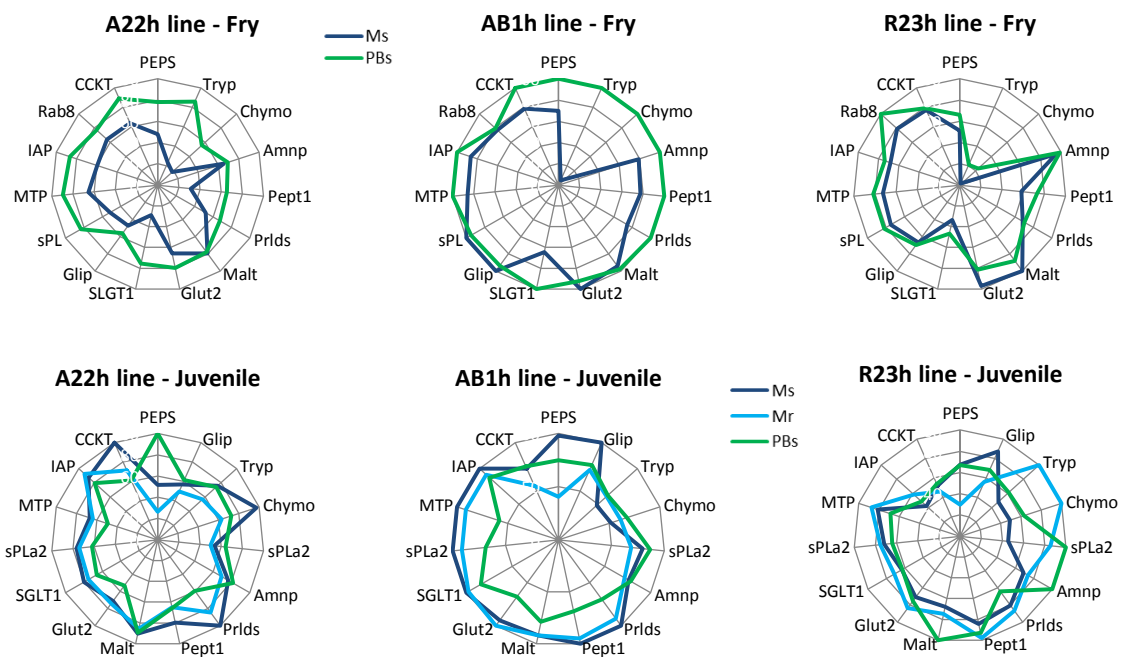 A22h line - Fry
Ms
PBs
AB1h line - Fry
R23h line - Fry
PEPS
Tryp
Chymo
Amnp
Pept1
Prlds
Malt
Glut2
SLGT1
Glip
sPL
MTP
IAP
Rab8
CCKT
PEPS
Tryp
Chymo
Amnp
Pept1
Prlds
Malt
Glut2
SLGT1
Glip
sPL
MTP
IAP
Rab8
CCKT
PEPS
Tryp
Chymo
Amnp
Pept1
Prlds
Malt
Glut2
SLGT1
Glip
sPL
MTP
IAP
Rab8
CCKT
A22h line - Juvenile
AB1h line - Juvenile
Ms
Mr
PBs
R23h line - Juvenile
PEPS
Glip
Tryp
Chymo
sPLa2
Amnp
Prlds
Pept1
Malt
Glut2
SGLT1
sPLa2
MTP
IAP
CCKT
PEPS
Glip
Tryp
Chymo
sPLa2
Amnp
Prlds
Pept1
Malt
Glut2
SGLT1
sPLa2
MTP
IAP
CCKT
PEPS
Glip
Tryp
Chymo
sPLa2
Amnp
Prlds
Pept1
Malt
Glut2
SGLT1
sPLa2
MTP
IAP
CCKT
40